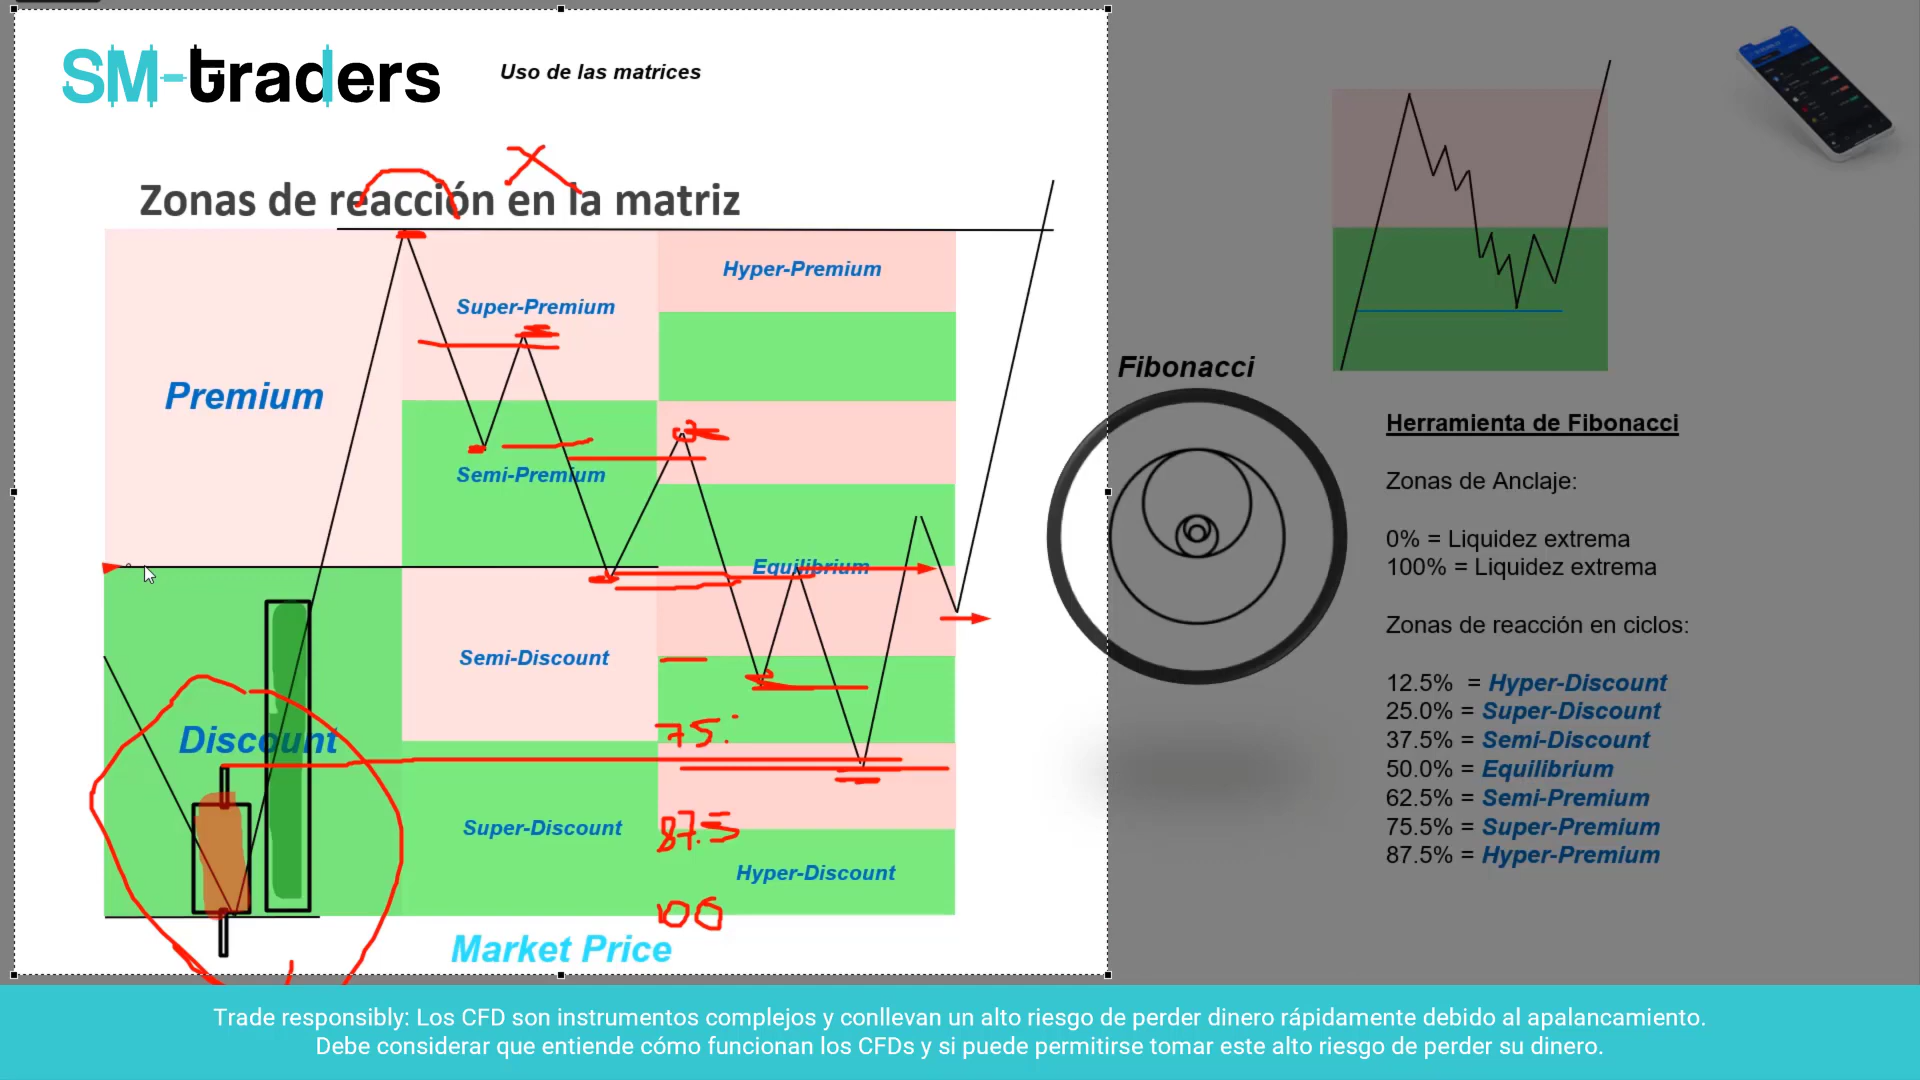 SM-traders
Uso de las matrices
Zonas de reacción en la matriz
Hyper-Premium
Super-Premium
Premium
Semi-Premium
Equilibrium
Semi-Discount
75
Discount
Super-Discount
87.5
Hyper-Discount
100
Market Price
Fibonacci
Herramienta de Fibonacci
Zonas de Anclaje:
0% = Liquidez extrema
100% = Liquidez extrema
Zonas de reacción en ciclos:
12.5% = Hyper-Discount
25.0% = Super-Discount
37.5% = Semi-Discount
50.0% = Equilibrium
62.5% = Semi-Premium
75.5% = Super-Premium
87.5% = Hyper-Premium
Trade responsibly: Los CFD son instrumentos complejos y conllevan un alto riesgo de perder dinero rápidamente debido al apalancamiento.
Debe considerar que entiende cómo funcionan los CFDs y si puede permitirse tomar este alto riesgo de perder su dinero.